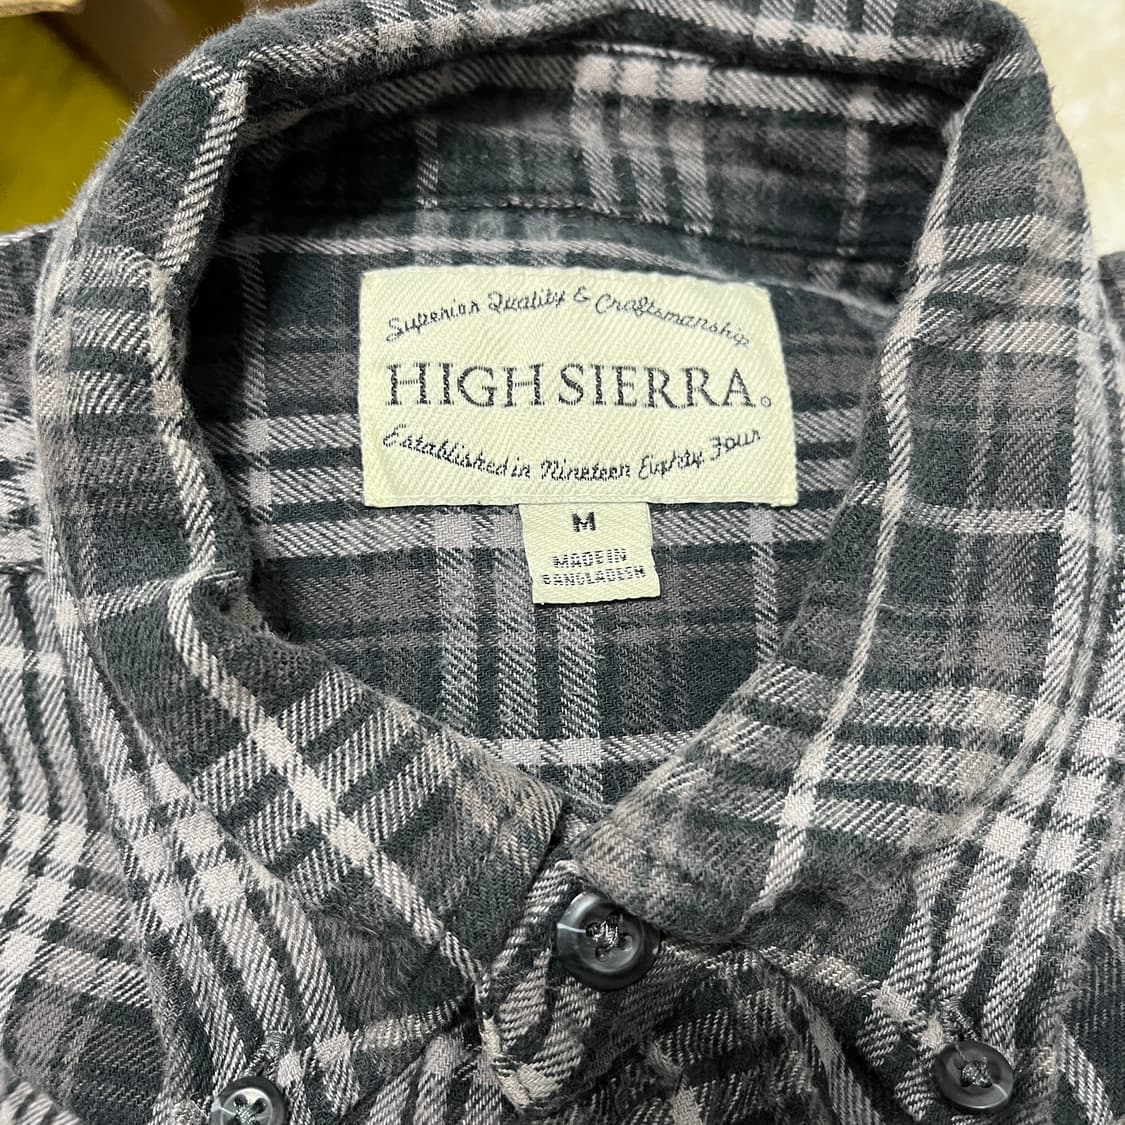 Superior Quality & Craftsmanship
HIGH SIERRA®
Established in Nineteen Eighty Four
M
MADE IN
BANGLADESH